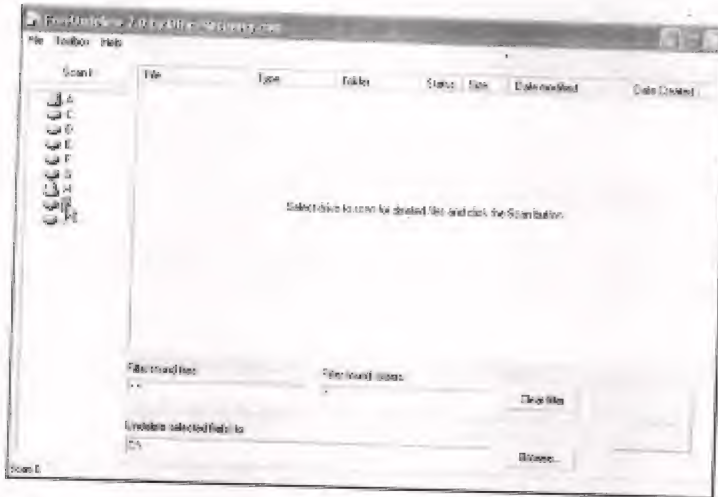 File Toolbox Help
Scan I File Type Folder Status Size Date modified Date Created
A
C
D
E
F
G
H
Select drive to scan for deleted files and click the Scan button.
Filter found files: Filter found folders:
*.* * Clear filter
Undelete selected file(s) to:
C:\ Browse...